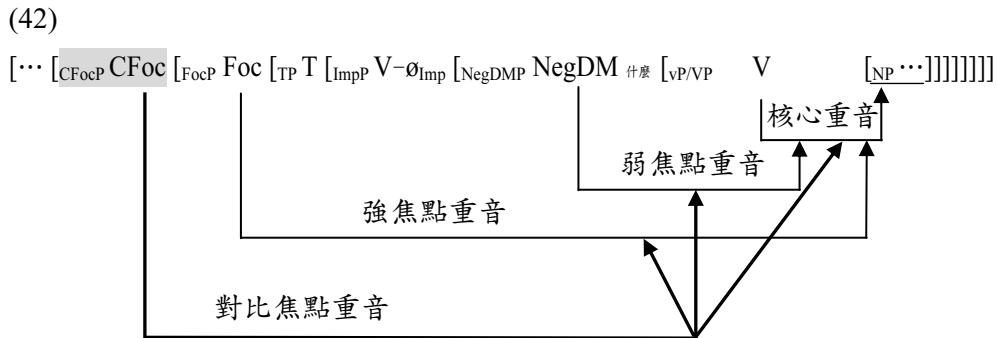 (42)
[⋯ [CFocP CFoc [FocP Foc [TP T [ImpP V-øImp [NegDMP NegDM 什麼 [vP/VP V [NP ⋯]]]]]]]]
核心重音
弱焦點重音
強焦點重音
對比焦點重音